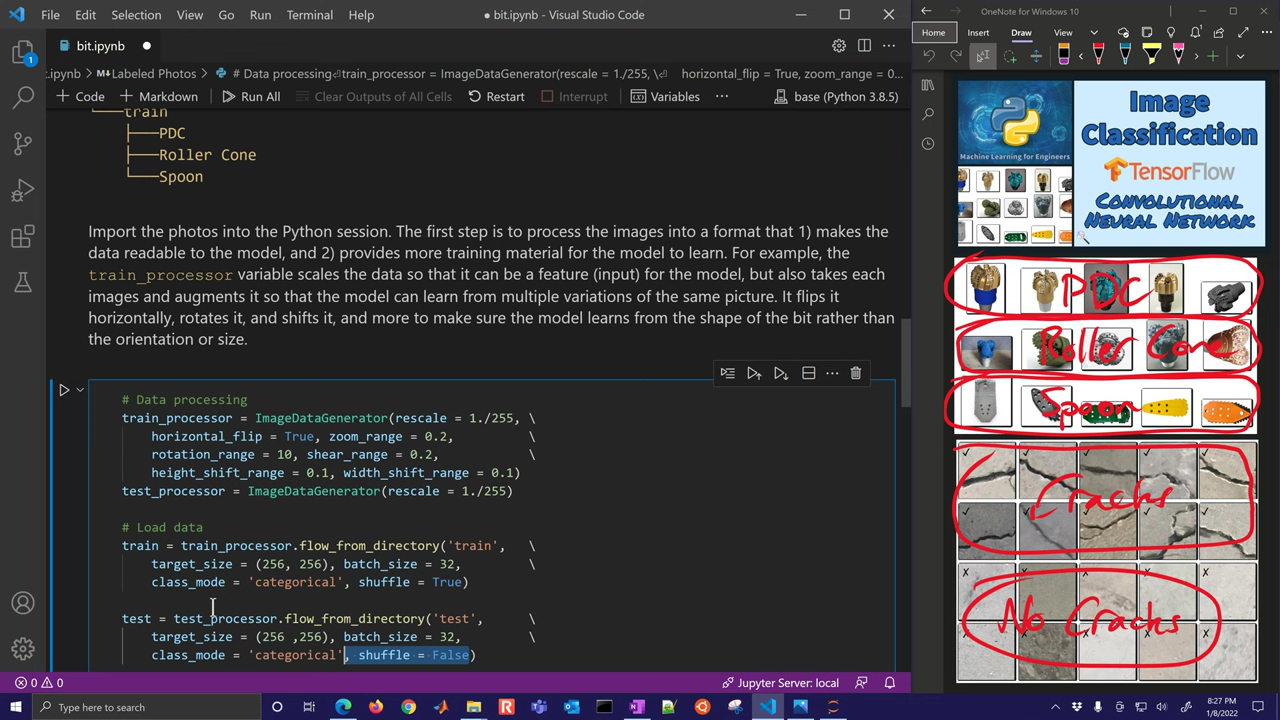 File Edit Selection View Go Run Terminal Help
● bit.ipynb - Visual Studio Code
bit.ipynb ●
.ipynb › M↓Labeled Photos › # Data processing train_processor = ImageDataGenerator(rescale = 1./255, \ horizontal_flip = True, zoom_range = 0...
+ Code + Markdown Run All Clear Outputs of All Cells Restart Interrupt Variables ··· base (Python 3.8.5)
└──train
├──PDC
├──Roller Cone
└──Spoon
Import the photos into the Python session. The first step is to process the images into a format that 1) makes the
data readable to the model, and 2) provides more training material for the model to learn. For example, the
train_processor variable scales the data so that it can be a feature (input) for the model, but also takes each
images and augments it so that the model can learn from multiple variations of the same picture. It flips it
horizontally, rotates it, and shifts it, and more to make sure the model learns from the shape of the bit rather than
the orientation or size.
# Data processing
train_processor = ImageDataGenerator(rescale = 1./255, \
horizontal_flip = True, zoom_range = 0.2, \
rotation_range = 10, shear_range = 0.2, \
height_shift_range = 0.1, width_shift_range = 0.1)
test_processor = ImageDataGenerator(rescale = 1./255)
# Load data
train = train_processor.flow_from_directory('train', \
target_size = (256, 256), batch_size = 32, \
class_mode = 'categorical', shuffle = True)
test = test_processor.flow_from_directory('test', \
target_size = (256 ,256), batch_size = 32, \
class_mode = 'categorical', shuffle = False)
0 0
Jupyter Server: local
1
OneNote for Windows 10
Home Insert Draw View
Machine Learning for Engineers
Image
Classification
TensorFlow
Convolutional
Neural Network
PDC
Roller Cone
Spoon
Cracks
No Cracks
Type here to search
8:27 PM
1/8/2022